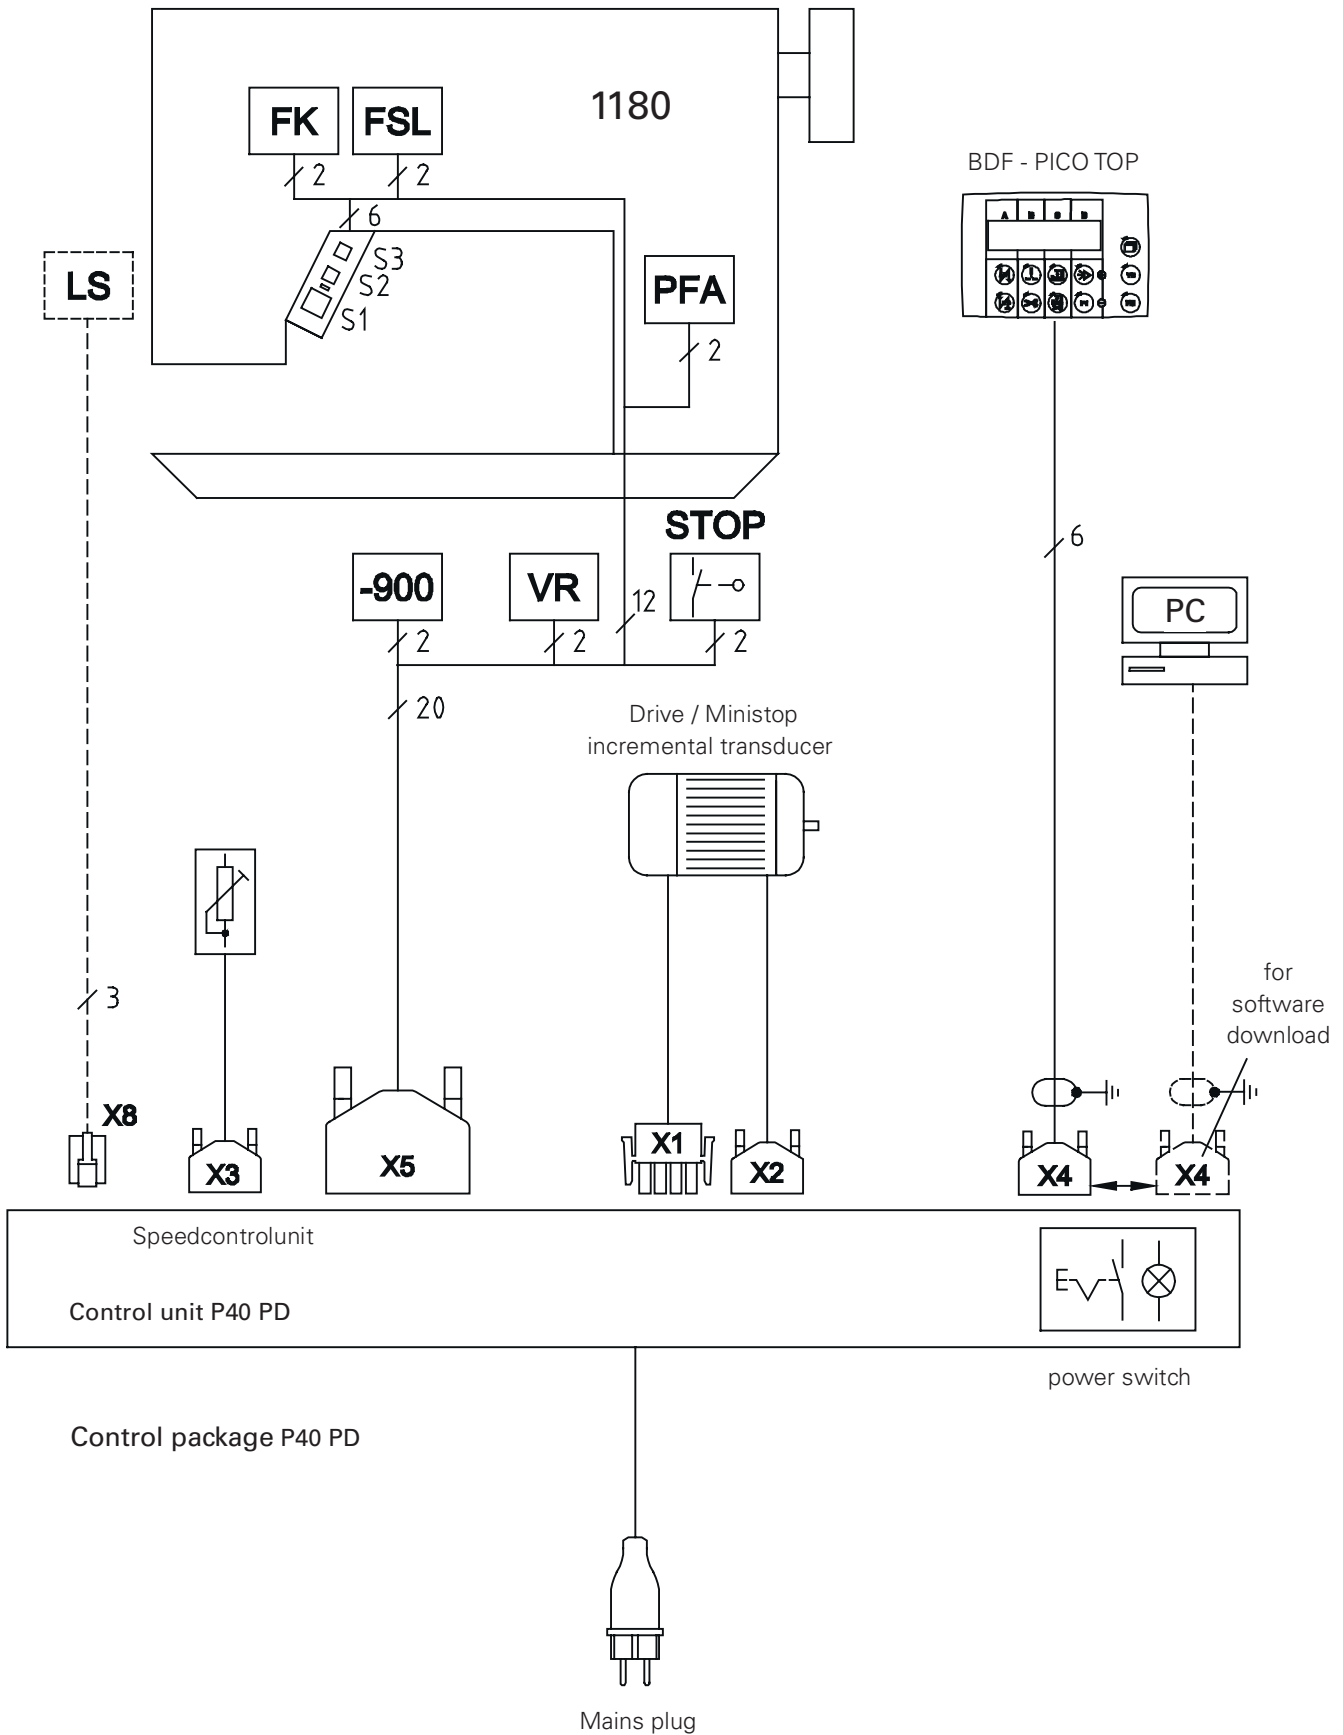 1180
FK
FSL
2
2
6
S3
S2
S1
LS
PFA
2
BDF - PICO TOP
A
B
C
D
STOP
-900
VR
12
2
2
2
6
PC
20
Drive / Ministop
incremental transducer
3
for
software
download
X8
X3
X5
X1
X2
X4
X4
Speedcontrolunit
Control unit P40 PD
power switch
Control package P40 PD
Mains plug